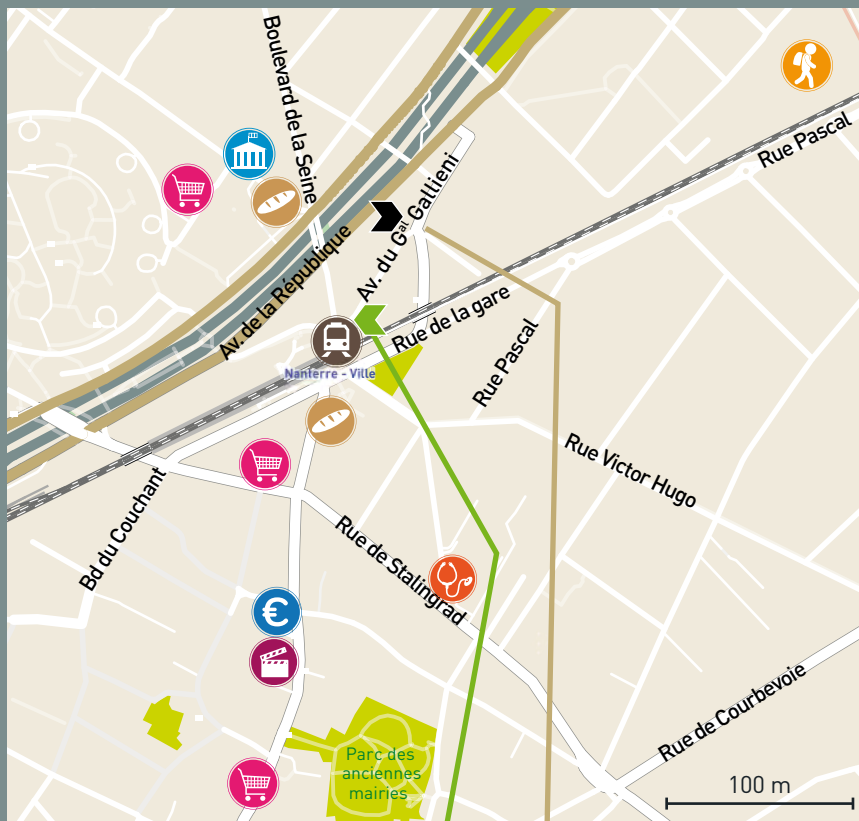 Boulevard de la Seine
Rue Pascal
Av. du Gal Gallieni
Av. de la République
Rue de la gare
Nanterre - Ville
Rue Pascal
Rue Victor Hugo
Bd du Couchant
Rue de Stalingrad
€
Rue de Courbevoie
Parc des
anciennes
mairies
100 m